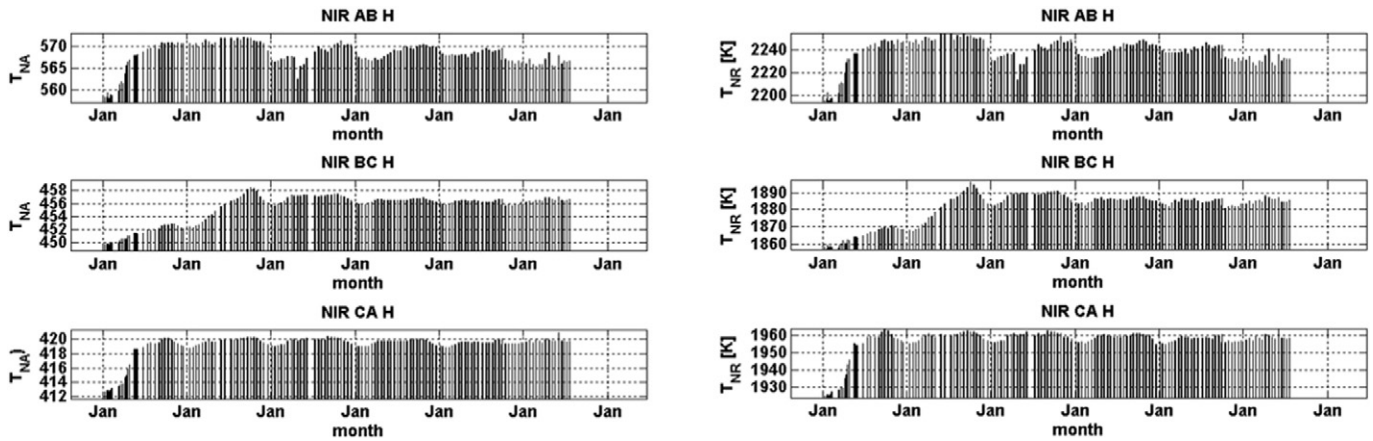 NIR AB H
T_NA
570
565
560
Jan Jan Jan Jan Jan Jan Jan
month
NIR BC H
T_NA
458
456
454
452
450
Jan Jan Jan Jan Jan Jan Jan
month
NIR CA H
T_NA)
420
418
416
414
412
Jan Jan Jan Jan Jan Jan Jan
month
NIR AB H
T_NR [K]
2240
2220
2200
Jan Jan Jan Jan Jan Jan Jan
month
NIR BC H
T_NR [K]
1890
1880
1870
1860
Jan Jan Jan Jan Jan Jan Jan
month
NIR CA H
T_NR [K]
1960
1950
1940
1930
Jan Jan Jan Jan Jan Jan Jan
month